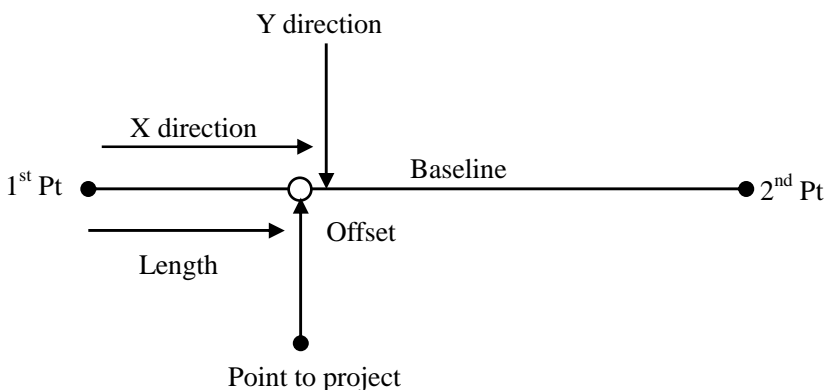 Y direction
X direction
Baseline
1st Pt
2nd Pt
Offset
Length
Point to project